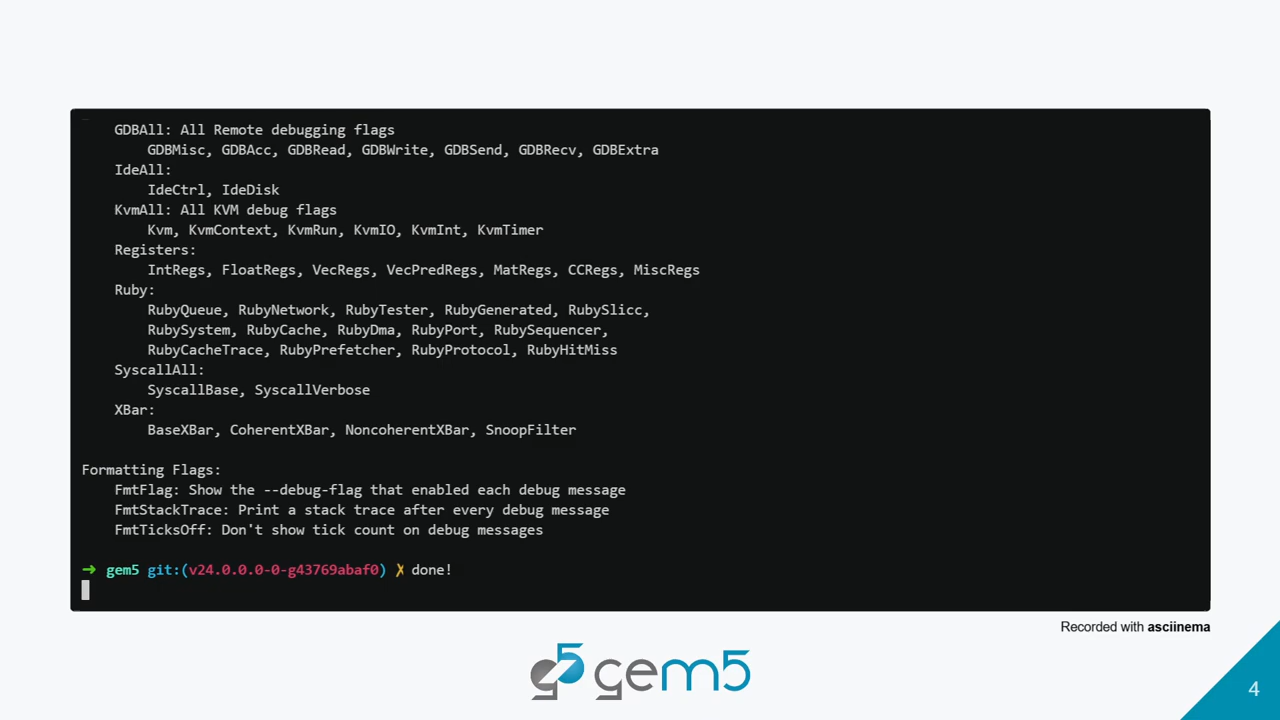 GDBAll: All Remote debugging flags
GDBMisc, GDBAcc, GDBRead, GDBWrite, GDBSend, GDBRecv, GDBExtra
IdeAll:
IdeCtrl, IdeDisk
KvmAll: All KVM debug flags
Kvm, KvmContext, KvmRun, KvmIO, KvmInt, KvmTimer
Registers:
IntRegs, FloatRegs, VecRegs, VecPredRegs, MatRegs, CCRegs, MiscRegs
Ruby:
RubyQueue, RubyNetwork, RubyTester, RubyGenerated, RubySlicc,
RubySystem, RubyCache, RubyDma, RubyPort, RubySequencer,
RubyCacheTrace, RubyPrefetcher, RubyProtocol, RubyHitMiss
SyscallAll:
SyscallBase, SyscallVerbose
XBar:
BaseXBar, CoherentXBar, NoncoherentXBar, SnoopFilter
Formatting Flags:
FmtFlag: Show the --debug-flag that enabled each debug message
FmtStackTrace: Print a stack trace after every debug message
FmtTicksOff: Don't show tick count on debug messages
➜ gem5 git:(v24.0.0.0-0-g43769abaf0) ✗ done!
Recorded with asciinema
g5 gem5
4